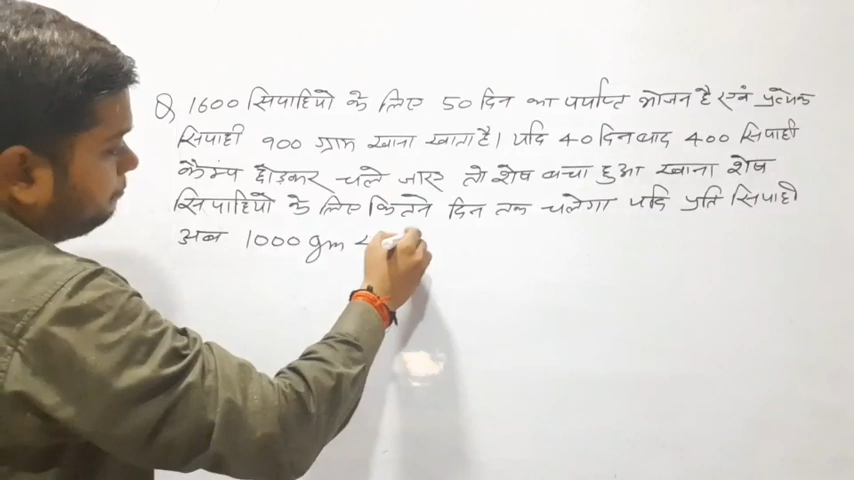 Q 1600 सिपाहियो के लिए 50 दिन का पर्याप्त भोजन है एवं प्रत्येक
सिपाही 900 ग्राम खाना खाता है। यदि 40 दिन बाद 400 सिपाही
कैम्प छोड़कर चले जाए तो शेष बचा हुआ खाना शेष
सिपाहियो के लिए कितने दिन तक चलेगा यदि प्रति सिपाही
अब 1000 gm